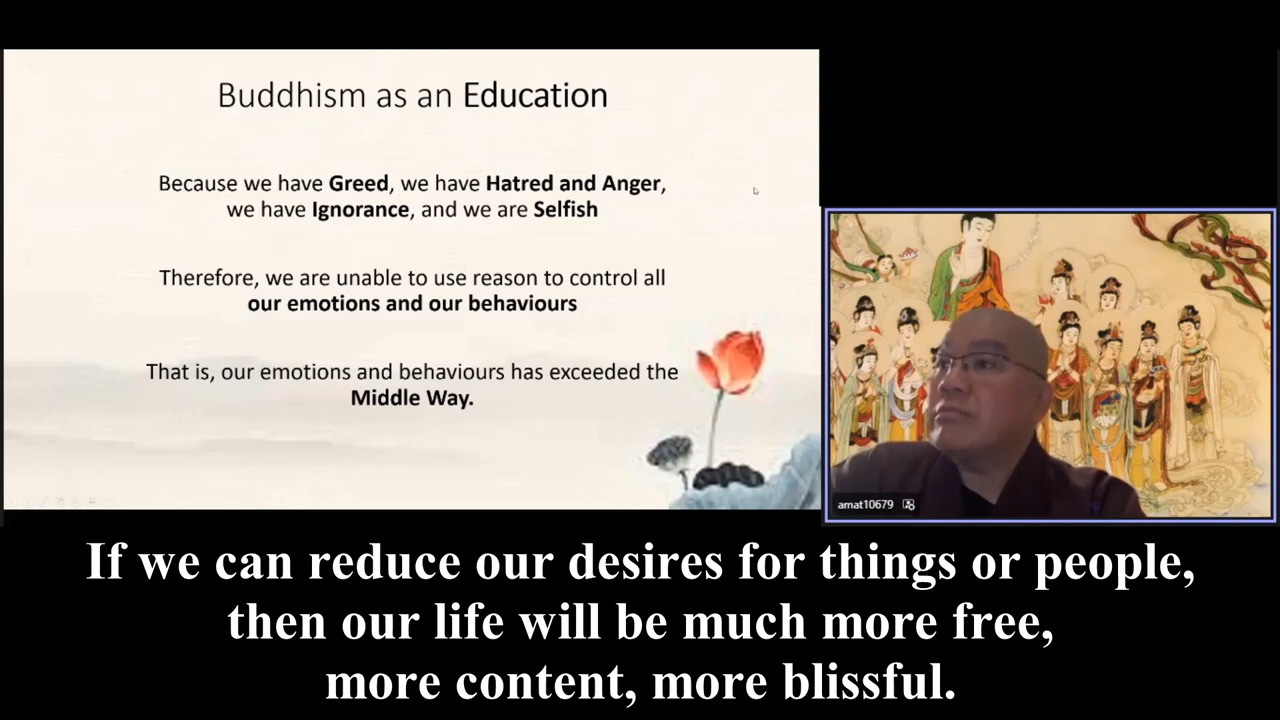 Buddhism as an Education
Because we have Greed, we have Hatred and Anger,
we have Ignorance, and we are Selfish
Therefore, we are unable to use reason to control all
our emotions and our behaviours
That is, our emotions and behaviours has exceeded the
Middle Way.
amat10679
If we can reduce our desires for things or people,
then our life will be much more free,
more content, more blissful.